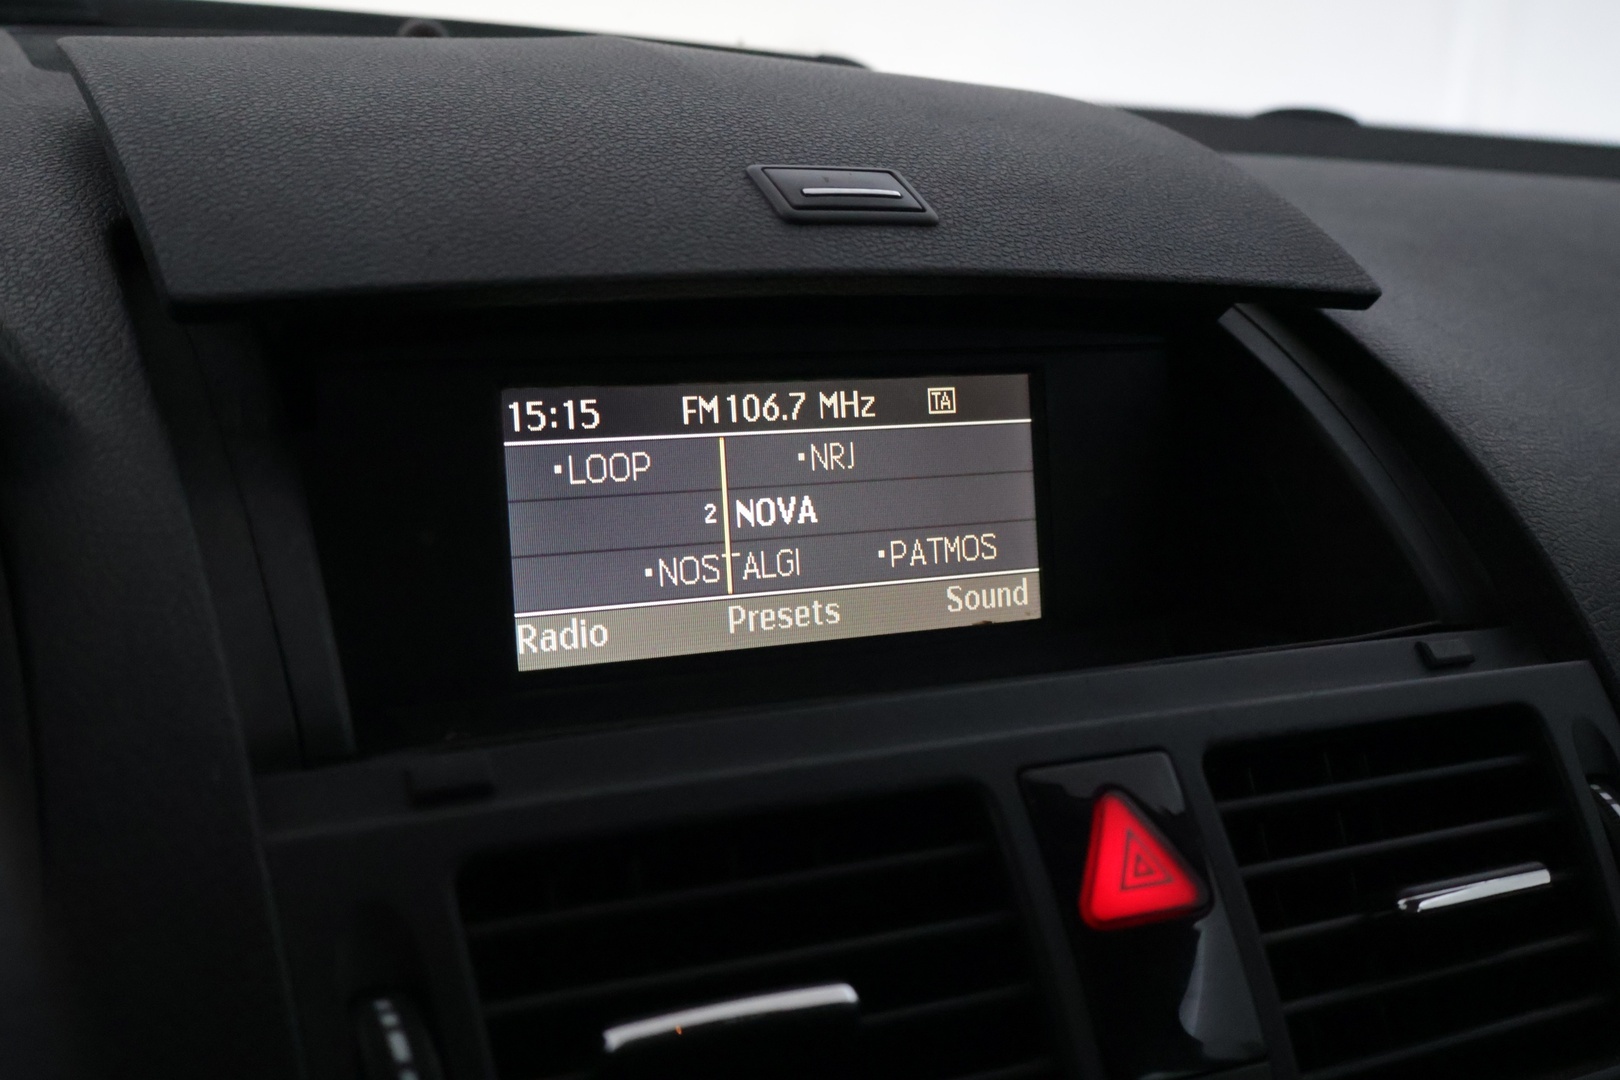 15:15 FM 106.7 MHz TA
•LOOP •NRJ
2 NOVA
•NOSTALGI •PATMOS
Radio Presets Sound